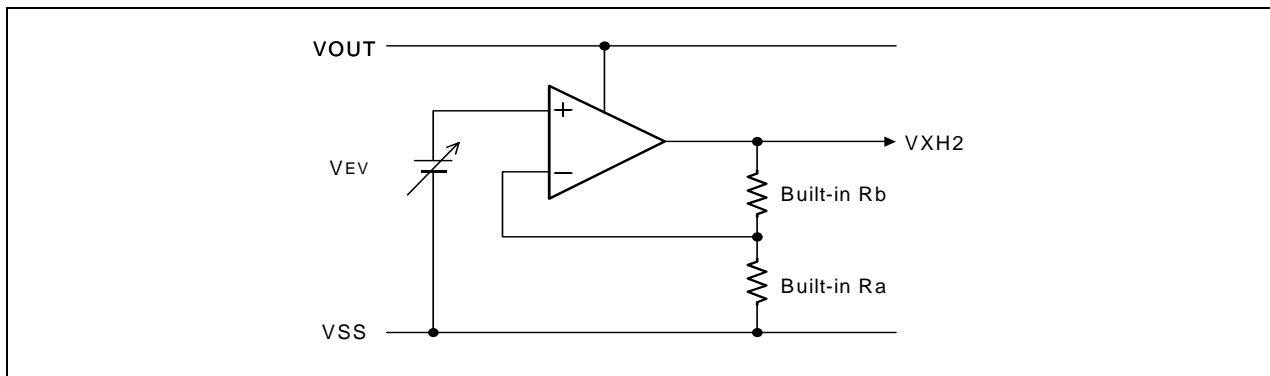 VOUT
+
VEV
−
VXH2
Built-in Rb
Built-in Ra
VSS